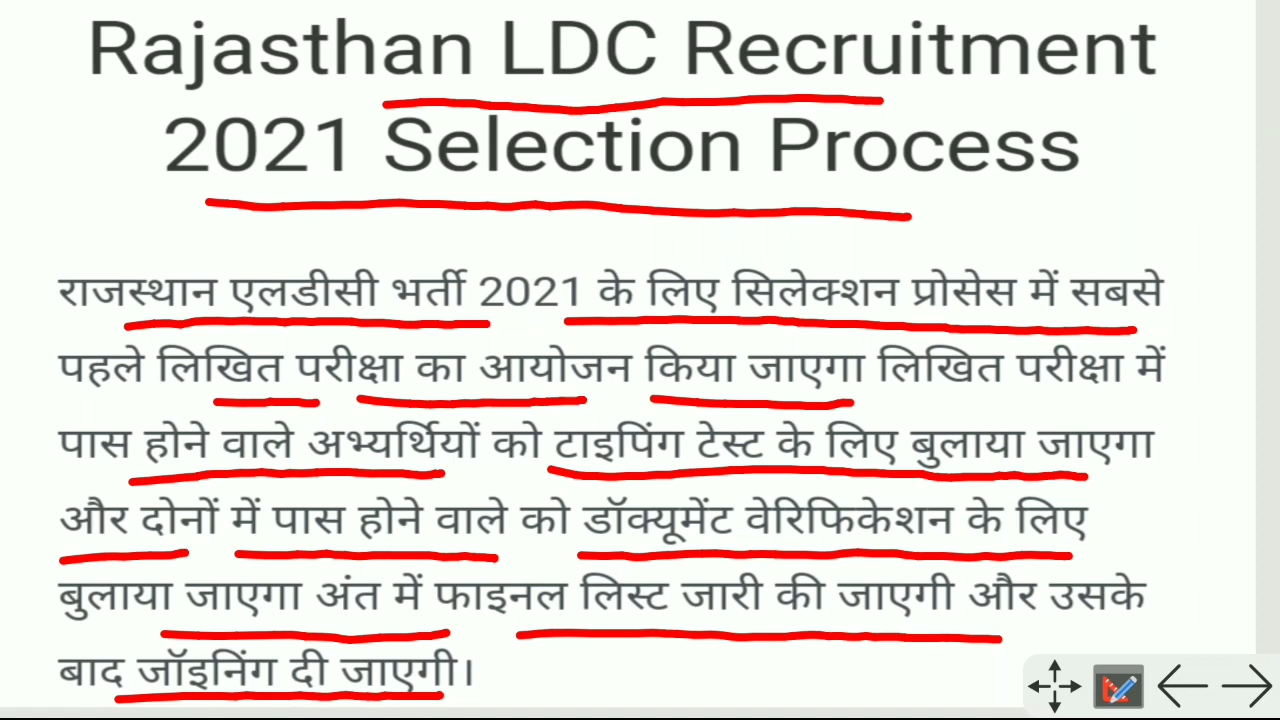 Rajasthan LDC Recruitment
2021 Selection Process
राजस्थान एलडीसी भर्ती 2021 के लिए सिलेक्शन प्रोसेस में सबसे
पहले लिखित परीक्षा का आयोजन किया जाएगा लिखित परीक्षा में
पास होने वाले अभ्यर्थियों को टाइपिंग टेस्ट के लिए बुलाया जाएगा
और दोनों में पास होने वाले को डॉक्यूमेंट वेरिफिकेशन के लिए
बुलाया जाएगा अंत में फाइनल लिस्ट जारी की जाएगी और उसके
बाद जॉइनिंग दी जाएगी।